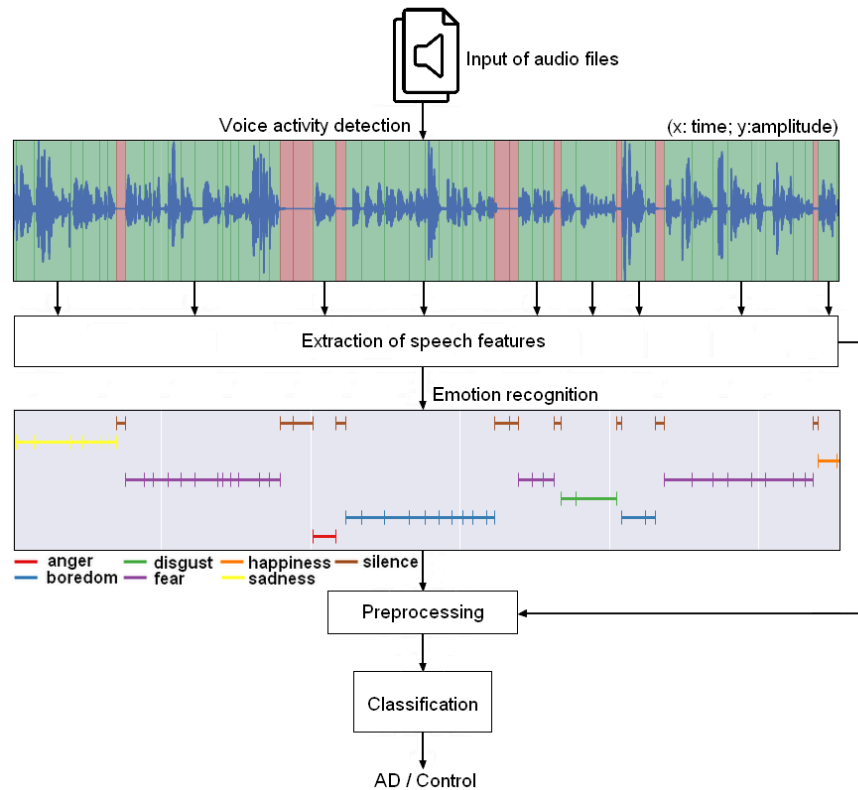 Input of audio files
Voice activity detection
(x: time; y:amplitude)
Extraction of speech features
Emotion recognition
anger
disgust
happiness
silence
boredom
fear
sadness
Preprocessing
Classification
AD / Control